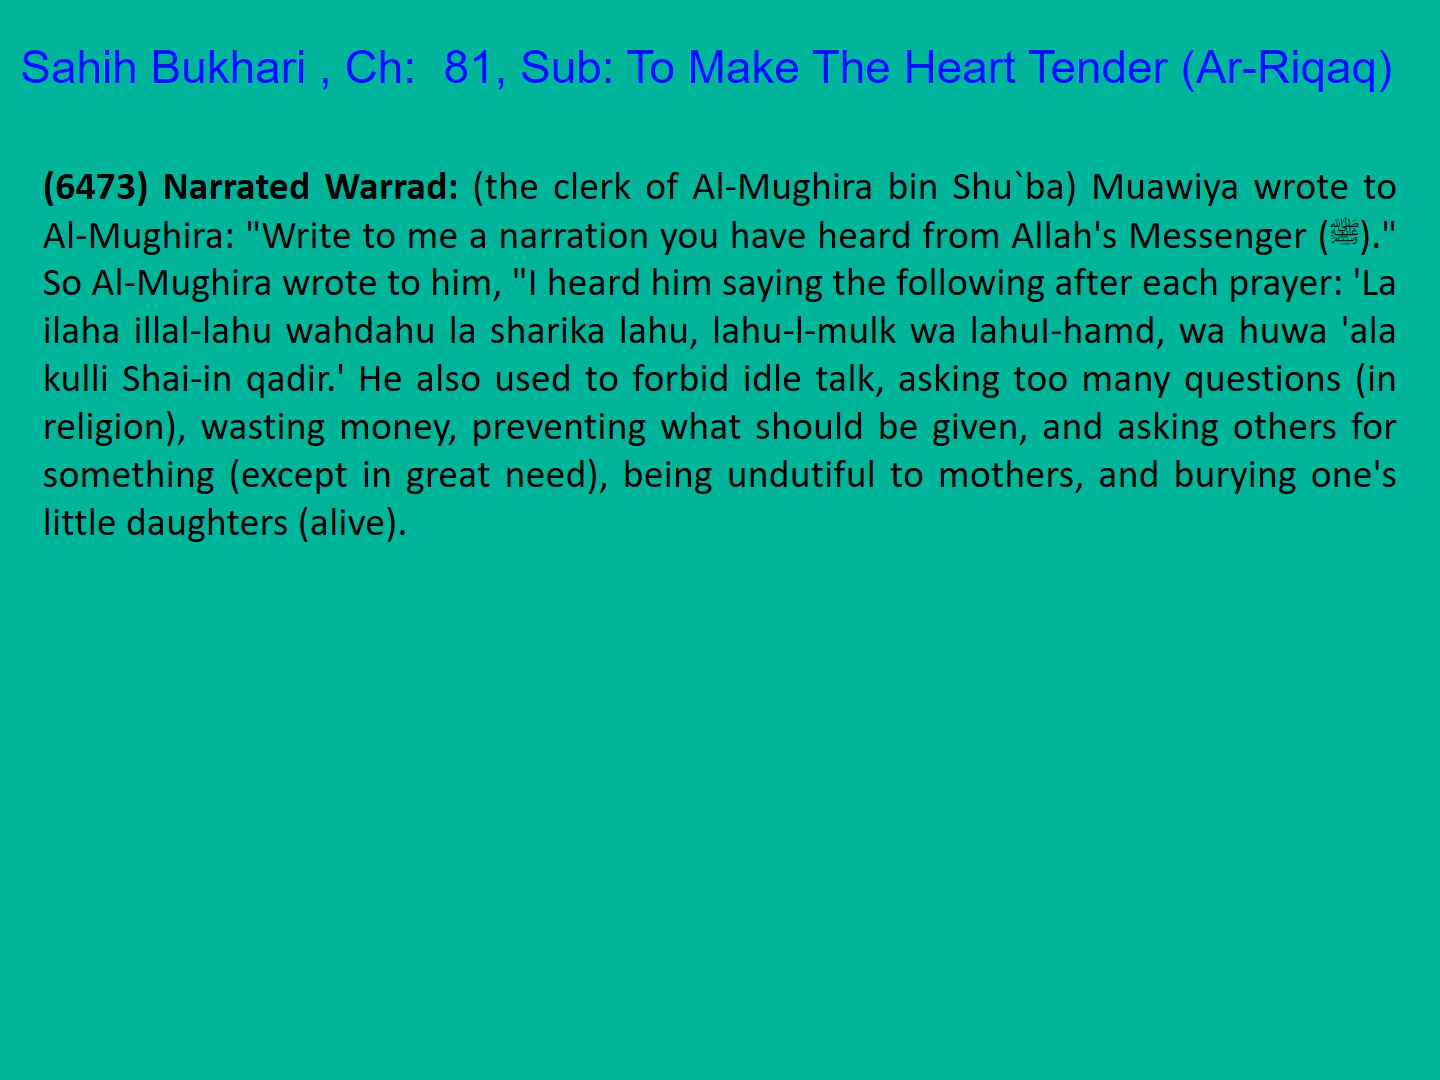 Sahih Bukhari , Ch:  81, Sub: To Make The Heart Tender (Ar-Riqaq)
(6473) Narrated Warrad: (the clerk of Al-Mughira bin Shu`ba) Muawiya wrote to
Al-Mughira: "Write to me a narration you have heard from Allah's Messenger (ﷺ)."
So Al-Mughira wrote to him, "I heard him saying the following after each prayer: 'La
ilaha illal-lahu wahdahu la sharika lahu, lahu-l-mulk wa lahuI-hamd, wa huwa 'ala
kulli Shai-in qadir.' He also used to forbid idle talk, asking too many questions (in
religion), wasting money, preventing what should be given, and asking others for
something (except in great need), being undutiful to mothers, and burying one's
little daughters (alive).